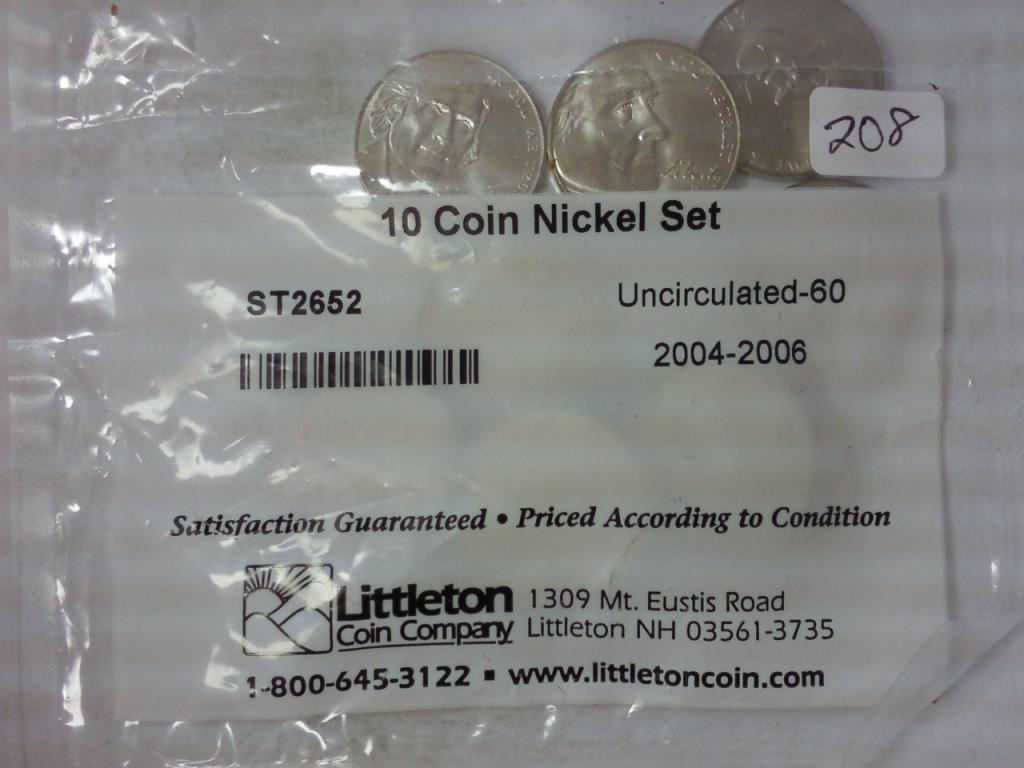 208
10 Coin Nickel Set
ST2652
Uncirculated-60
2004-2006
Satisfaction Guaranteed • Priced According to Condition
Littleton
Coin Company
1309 Mt. Eustis Road
Littleton NH 03561-3735
1-800-645-3122 ▪ www.littletoncoin.com